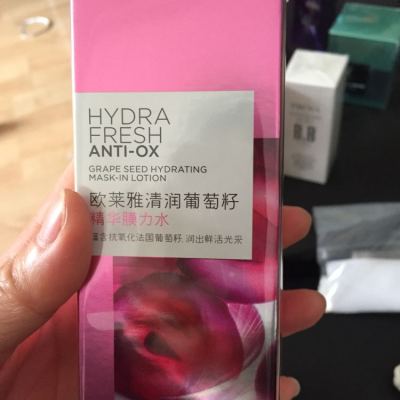 HYDRA
FRESH
ANTI-OX
GRAPE SEED HYDRATING
MASK-IN LOTION
欧莱雅清润葡萄籽
精华膜力水
蕴含抗氧化法国葡萄籽,润出鲜活光采
B.B